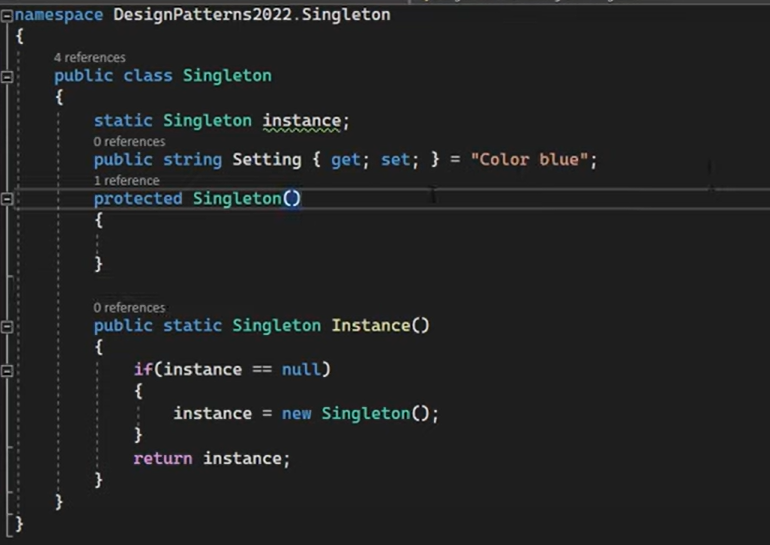 namespace DesignPatterns2022.Singleton
{
4 references
public class Singleton
{
static Singleton instance;
0 references
public string Setting { get; set; } = "Color blue";
1 reference
protected Singleton()
{
}
0 references
public static Singleton Instance()
{
if(instance == null)
{
instance = new Singleton();
}
return instance;
}
}
}